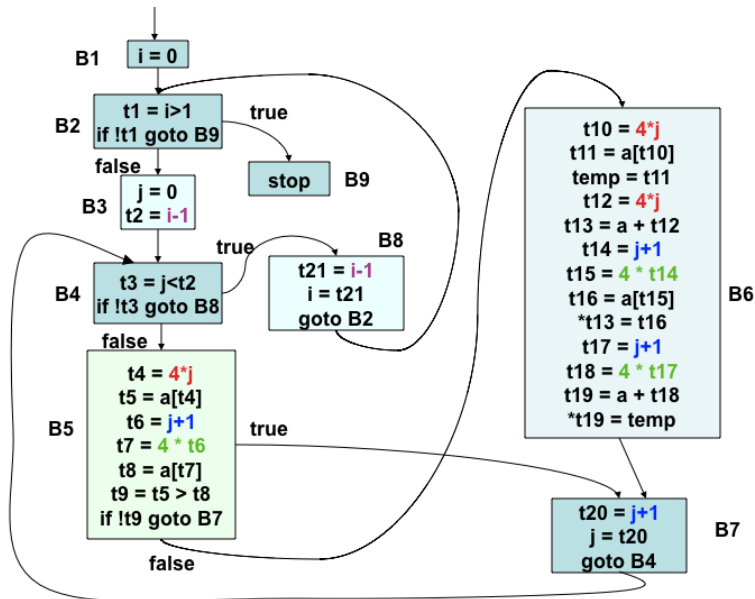 B1
i = 0
B2
t1 = i>1
if !t1 goto B9
true
false
stop
B9
B3
j = 0
t2 = i-1
B4
t3 = j<t2
if !t3 goto B8
true
false
B8
t21 = i-1
i = t21
goto B2
B5
t4 = 4*j
t5 = a[t4]
t6 = j+1
t7 = 4 * t6
t8 = a[t7]
t9 = t5 > t8
if !t9 goto B7
true
false
B6
t10 = 4*j
t11 = a[t10]
temp = t11
t12 = 4*j
t13 = a + t12
t14 = j+1
t15 = 4 * t14
t16 = a[t15]
*t13 = t16
t17 = j+1
t18 = 4 * t17
t19 = a + t18
*t19 = temp
B7
t20 = j+1
j = t20
goto B4